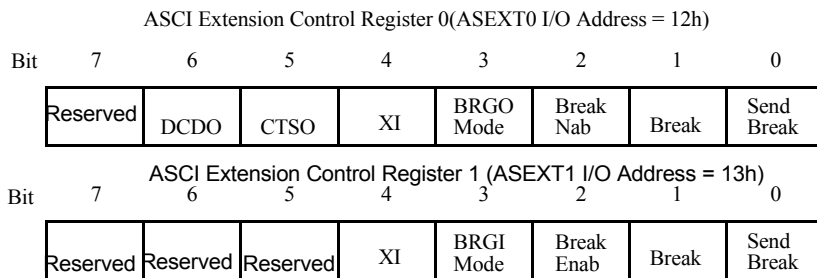 ASCI Extension Control Register 0(ASEXT0 I/O Address = 12h)
Bit 7 6 5 4 3 2 1 0
Reserved DCDO CTSO XI BRGO Mode Break Nab Break Send Break
ASCI Extension Control Register 1 (ASEXT1 I/O Address = 13h)
Bit 7 6 5 4 3 2 1 0
Reserved Reserved Reserved XI BRGI Mode Break Enab Break Send Break